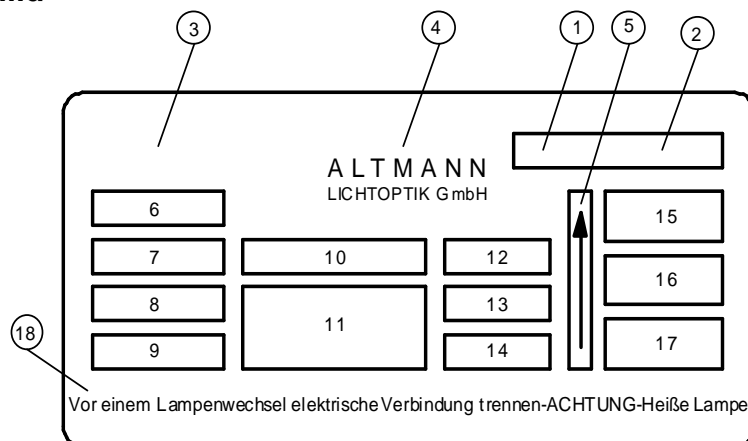 3 4 1 5 2
ALTMANN
LICHTOPTIK GmbH
6 15
7 10 12
16
8 11 13
18 9 14 17
Vor einem Lampenwechsel elektrische Verbindung trennen-ACHTUNG-Heiße Lampe